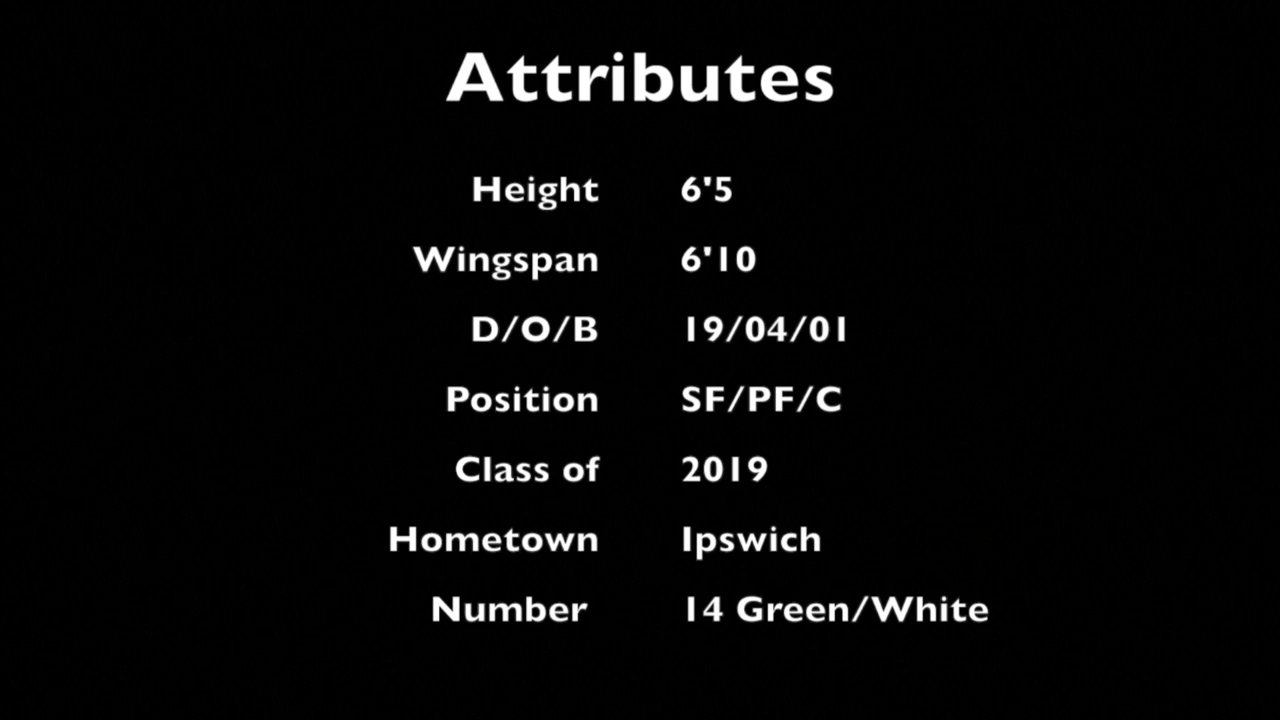 Attributes
Height 6'5
Wingspan 6'10
D/O/B 19/04/01
Position SF/PF/C
Class of 2019
Hometown Ipswich
Number 14 Green/White